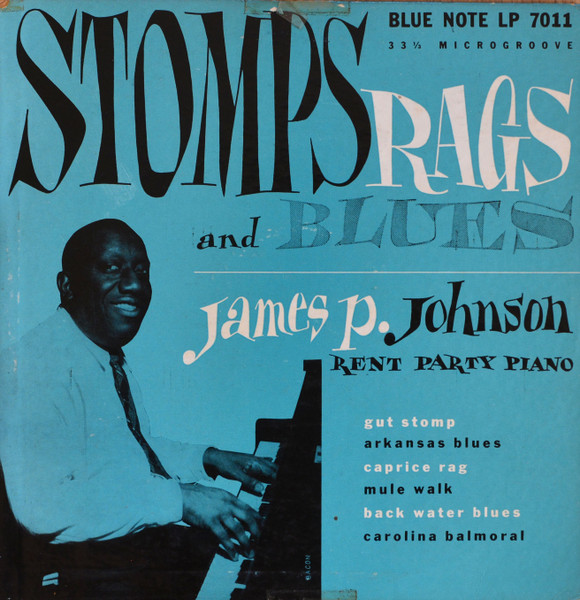 BLUE NOTE LP 7011
33⅓ MICROGROOVE
STOMPS
RAGS
and BLUES
James P. Johnson
RENT PARTY PIANO
gut stomp
arkansas blues
caprice rag
mule walk
back water blues
carolina balmoral
BACON